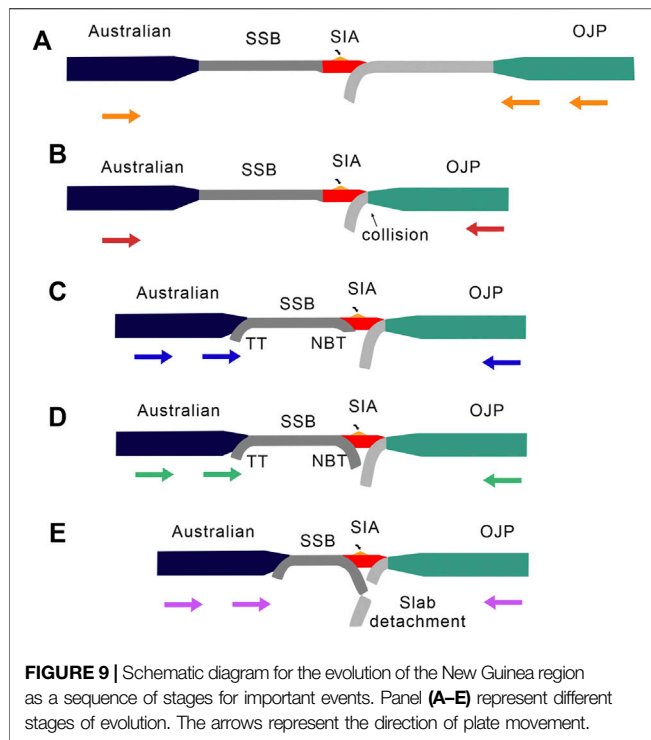 A
Australian
SSB
SIA
OJP
B
Australian
SSB
SIA
OJP
collision
C
Australian
SSB
SIA
OJP
TT
NBT
D
Australian
SSB
SIA
OJP
TT
NBT
E
Australian
SSB
SIA
OJP
Slab
detachment
FIGURE 9 | Schematic diagram for the evolution of the New Guinea region
as a sequence of stages for important events. Panel (A–E) represent different
stages of evolution. The arrows represent the direction of plate movement.